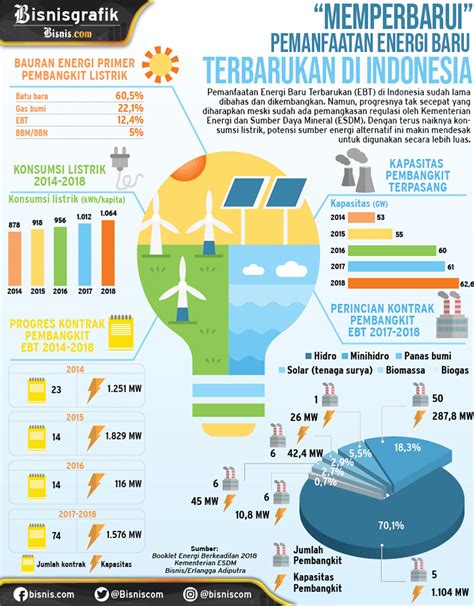 Bisnisgrafik
Bisnis.com
"MEMPERBARUI"
PEMANFAATAN ENERGI BARU
TERBARUKAN DI INDONESIA
Pemanfaatan Energi Baru Terbarukan (EBT) di Indonesia sudah lama
dibahas dan dikembangkan. Namun, progresnya tak secepat yang
diharapkan meski sudah ada pemangkasan regulasi oleh Kementerian
Energi dan Sumber Daya Mineral (ESDM). Dengan terus naiknya kon-
sumsi listrik, potensi sumber energi alternatif ini makin mendesak
untuk digunakan secara lebih luas.
BAURAN ENERGI PRIMER
PEMBANGKIT LISTRIK
Batu bara 60,5%
Gas bumi 22,1%
EBT 12,4%
BBM/BBN 5%
KONSUMSI LISTRIK
2014-2018
Konsumsi listrik (kWh/kapita)
878 918 956 1.012 1.064
2014 2015 2016 2017 2018
KAPASITAS
PEMBANGKIT
TERPASANG
Kapasitas (GW)
2014 53
2015 55
2016 60
2017 61
2018 62,6
PROGRES KONTRAK
PEMBANGKIT
EBT 2014-2018
2014
23 1.251 MW
2015
14 1.829 MW
2016
14 116 MW
2017-2018
74 1.576 MW
Jumlah kontrak Kapasitas
PERINCIAN KONTRAK
PEMBANGKIT
EBT 2017-2018
Hidro Minihidro Panas bumi
Solar (tenaga surya) Biomassa Biogas
1
26 MW
50
287,8 MW
6
42,4 MW
6
45 MW
6
10,8 MW
5
1.104 MW
5,5%
2,9%
2,7%
0,7%
18,3%
70,1%
Jumlah
Pembangkit
Kapasitas
Pembangkit
Sumber:
Booklet Energi Berkeadilan 2018
Kementerian ESDM
Bisnis/Erlangga Adiputra
bisnis.com
@Bisniscom
@bisniscom